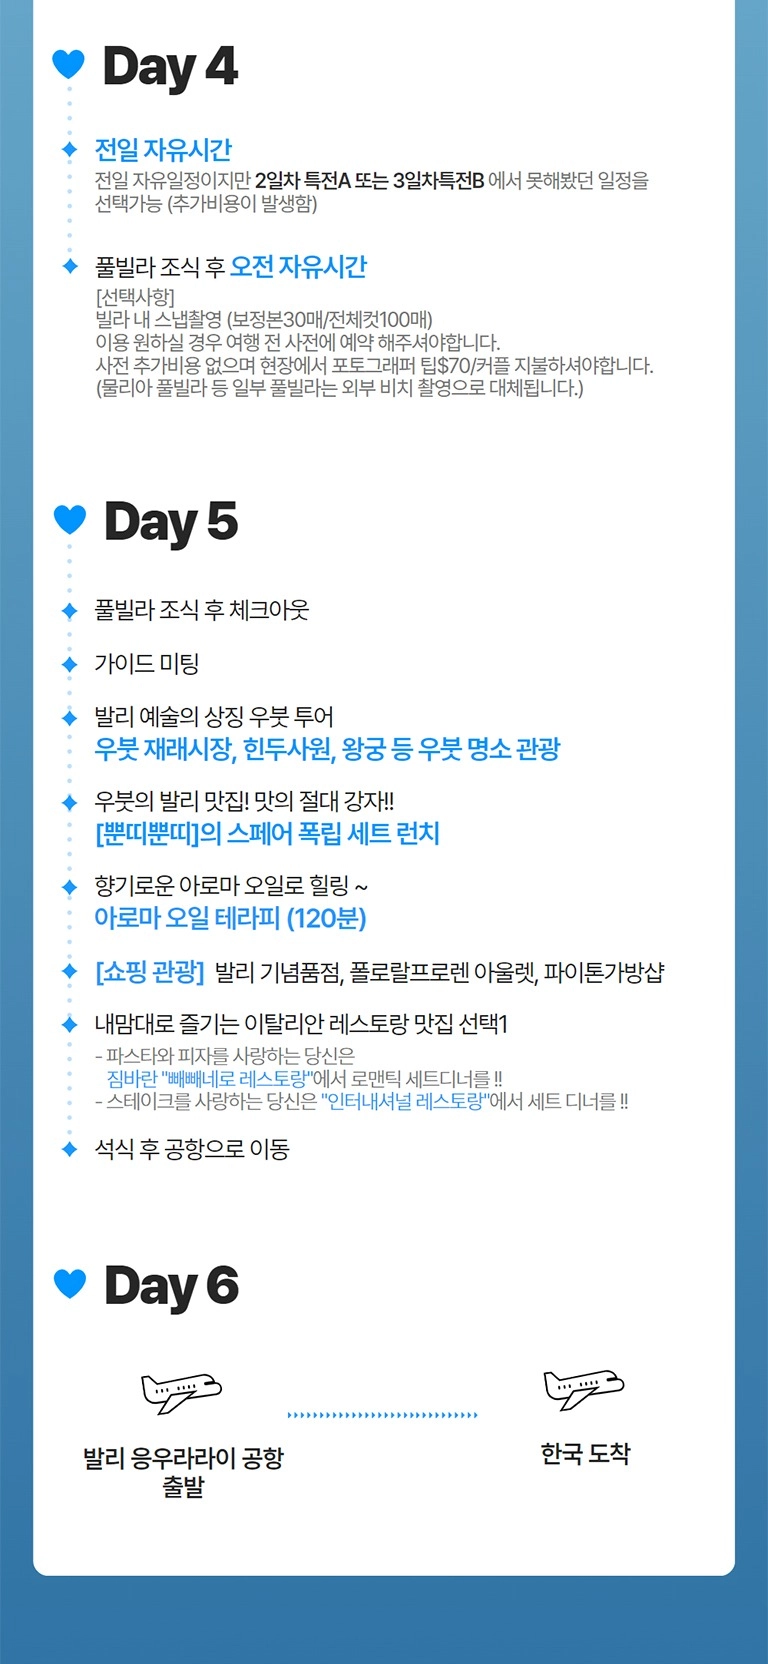 Day 4
전일 자유시간
전일 자유일정이지만 2일차 특전A 또는 3일차특전B 에서 못해봤던 일정을
선택가능 (추가비용이 발생함)
풀빌라 조식 후 오전 자유시간
[선택사항]
빌라 내 스냅촬영 (보정본30매/전체컷100매)
이용 원하실 경우 여행 전 사전에 예약 해주셔야합니다.
사전 추가비용 없으며 현장에서 포토그래퍼 팁$70/커플 지불하셔야합니다.
(물리아 풀빌라 등 일부 풀빌라는 외부 비치 촬영으로 대체됩니다.)
Day 5
풀빌라 조식 후 체크아웃
가이드 미팅
발리 예술의 상징 우붓 투어
우붓 재래시장, 힌두사원, 왕궁 등 우붓 명소 관광
우붓의 발리 맛집! 맛의 절대 강자!!
[뿐띠뿐띠]의 스페어 폭립 세트 런치
향기로운 아로마 오일로 힐링 ~
아로마 오일 테라피 (120분)
[쇼핑 관광] 발리 기념품점, 폴로랄프로렌 아울렛, 파이톤가방샵
내맘대로 즐기는 이탈리안 레스토랑 맛집 선택1
- 파스타와 피자를 사랑하는 당신은
짐바란 "빼빼네로 레스토랑"에서 로맨틱 세트디너를 !!
- 스테이크를 사랑하는 당신은 "인터내셔널 레스토랑"에서 세트 디너를 !!
석식 후 공항으로 이동
Day 6
발리 응우라라이 공항
출발
한국 도착